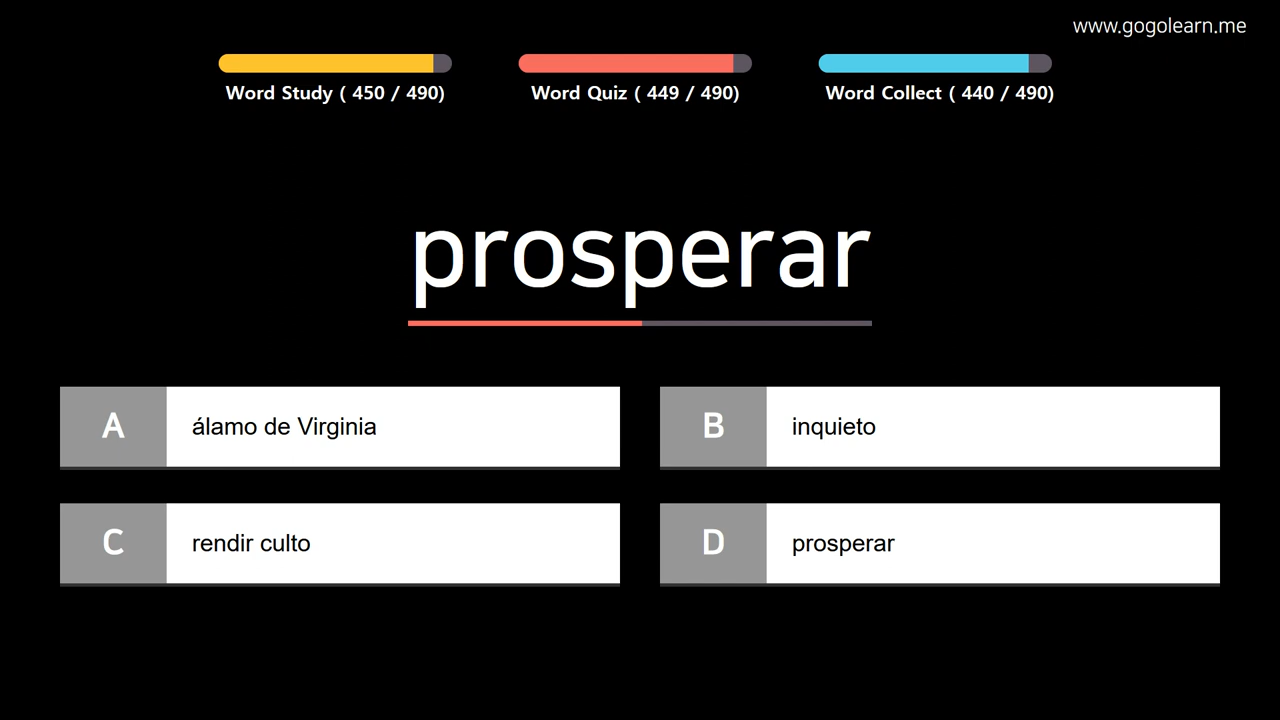 www.gogolearn.me
Word Study ( 450 / 490)
Word Quiz ( 449 / 490)
Word Collect ( 440 / 490)
prosperar
A
álamo de Virginia
B
inquieto
C
rendir culto
D
prosperar